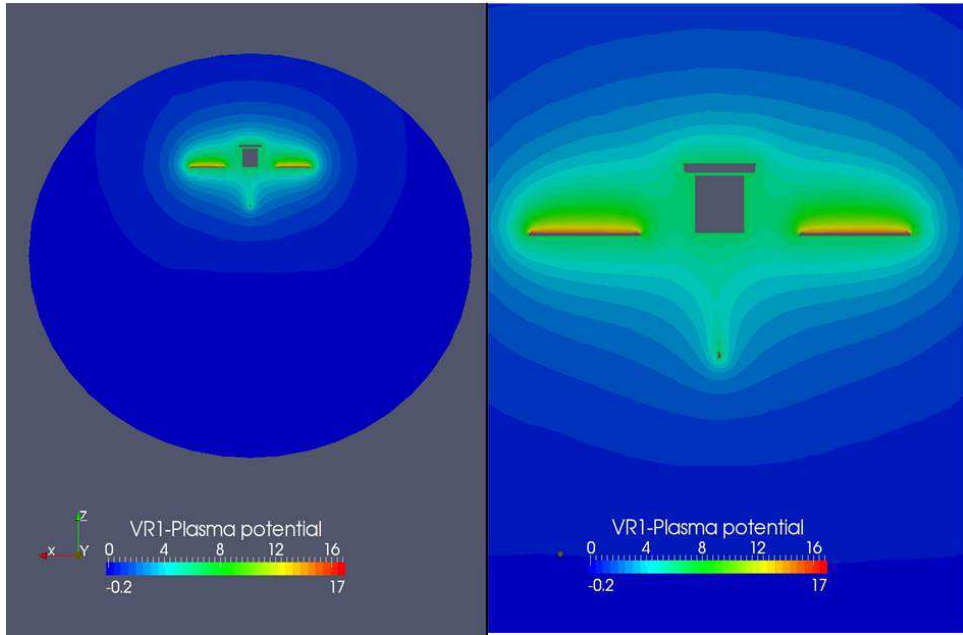 Z
X
Y
VR1-Plasma potential
0 4 8 12 16
-0.2 17
VR1-Plasma potential
0 4 8 12 16
-0.2 17